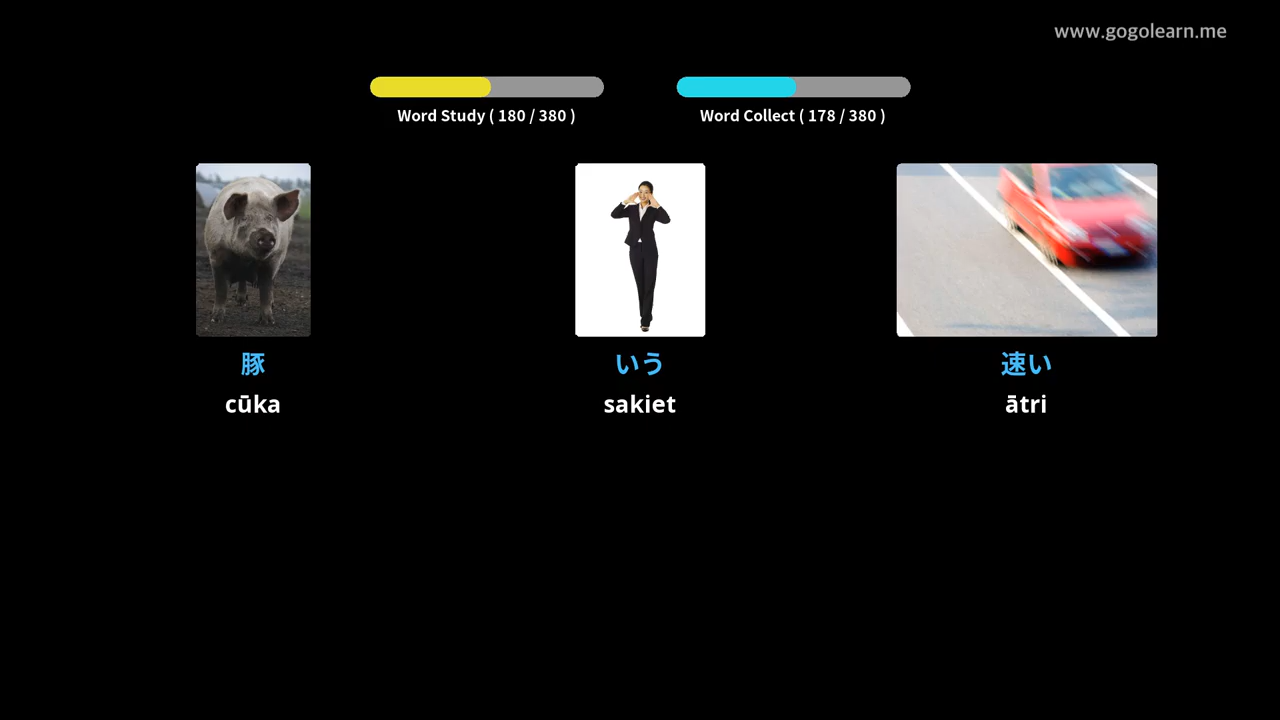 www.gogolearn.me
Word Study ( 180 / 380 )
Word Collect ( 178 / 380 )
豚
いう
速い
cūka
sakiet
ātri